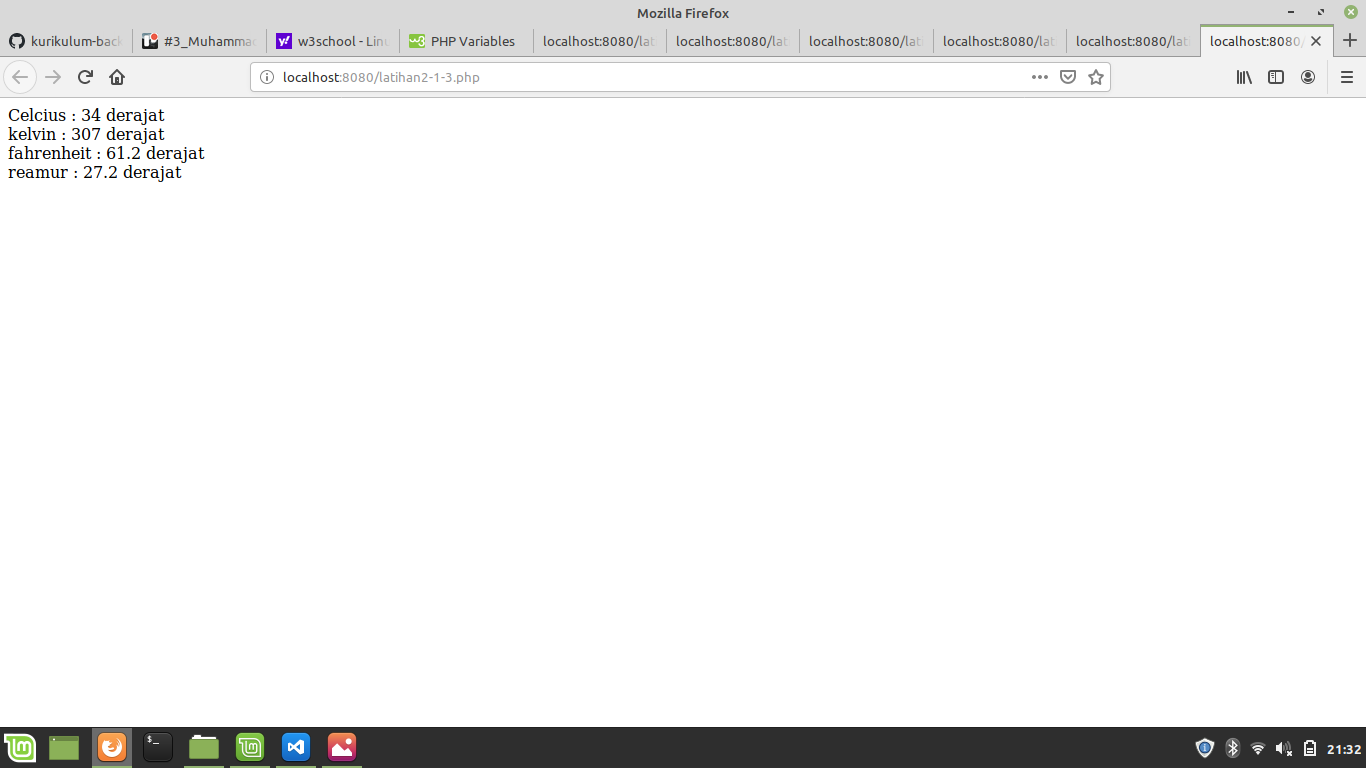 Mozilla Firefox
kurikulum-back
#3_Muhammad
w3school - Linu
PHP Variables
localhost:8080/lat
localhost:8080/lat
localhost:8080/lat
localhost:8080/lat
localhost:8080/lat
localhost:8080/
localhost:8080/latihan2-1-3.php
Celcius : 34 derajat
kelvin : 307 derajat
fahrenheit : 61.2 derajat
reamur : 27.2 derajat
21:32